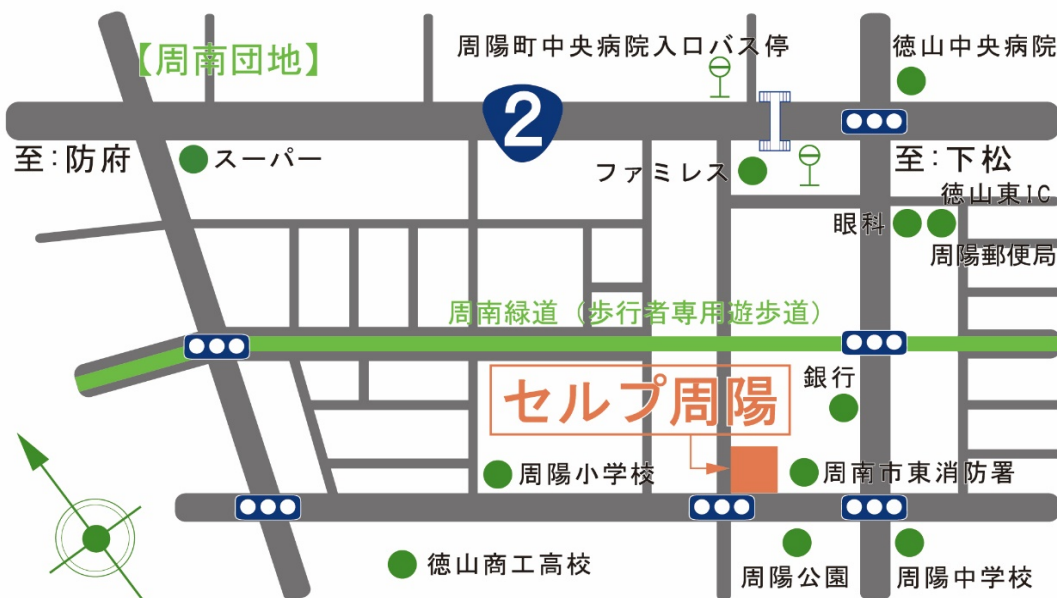 周陽町中央病院入口バス停
徳山中央病院
【周南団地】
2
至:防府
スーパー
ファミレス
至:下松
徳山東IC
眼科
周陽郵便局
周南緑道（歩行者専用遊歩道）
銀行
セルプ周陽
周陽小学校
周南市東消防署
徳山商工高校
周陽公園
周陽中学校